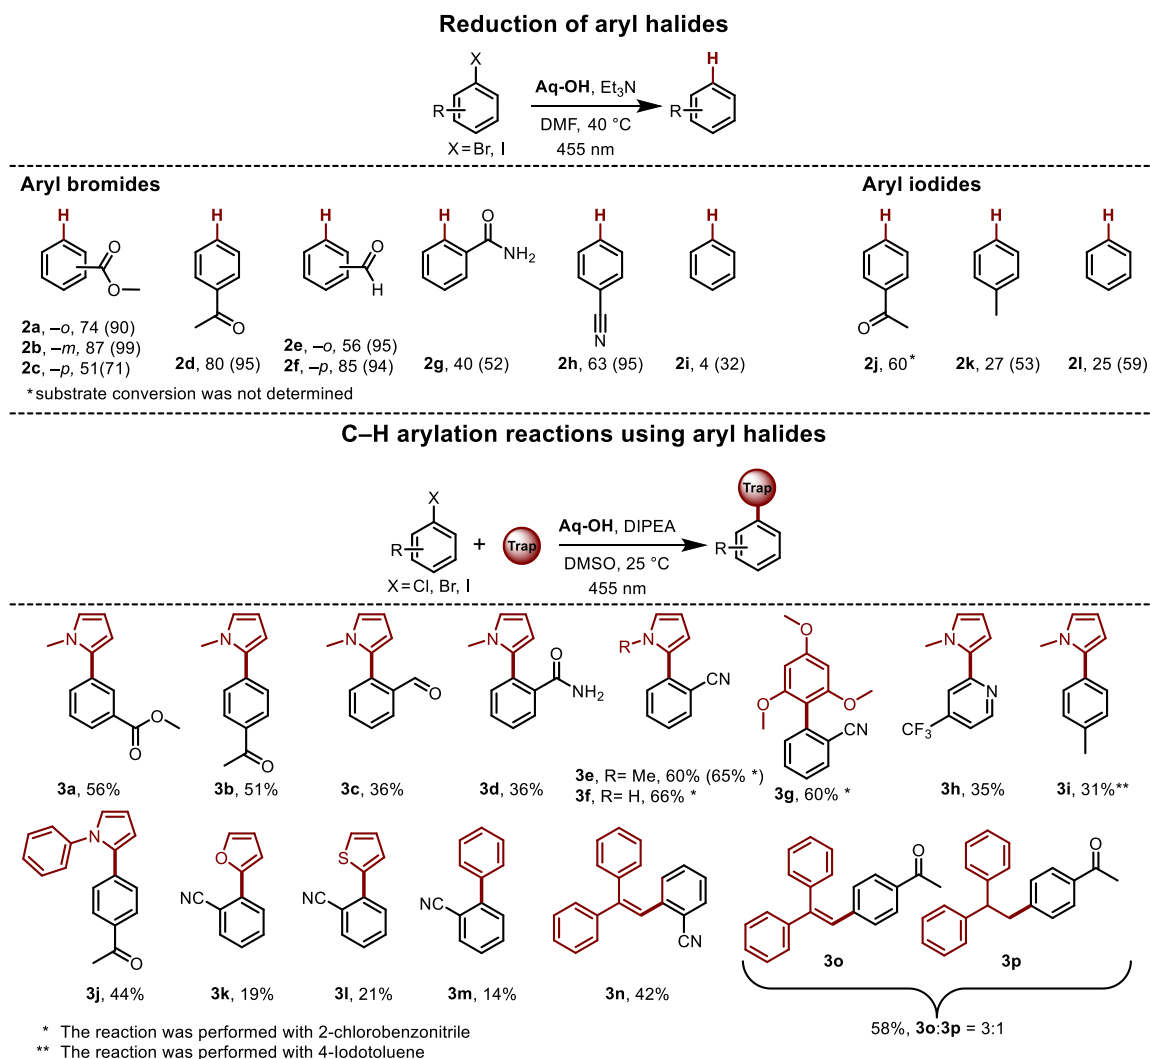 Reduction of aryl halides
X
R
Aq-OH, Et3N
DMF, 40 °C
455 nm
H
R
X = Br, I
Aryl bromides
Aryl iodides
H
O
O
2a, –o, 74 (90)
2b, –m, 87 (99)
2c, –p, 51(71)
H
O
2d, 80 (95)
H
O
H
2e, –o, 56 (95)
2f, –p, 85 (94)
H
O
NH2
2g, 40 (52)
H
N
2h, 63 (95)
H
2i, 4 (32)
H
O
2j, 60*
H
2k, 27 (53)
H
2l, 25 (59)
* substrate conversion was not determined
C–H arylation reactions using aryl halides
X
R
+
Trap
Aq-OH, DIPEA
DMSO, 25 °C
455 nm
Trap
R
X = Cl, Br, I
N
O
O
3a, 56%
N
O
3b, 51%
N
O
3c, 36%
N
O
NH2
3d, 36%
R
N
CN
3e, R= Me, 60% (65% *)
3f, R= H, 66% *
O
O
O
CN
3g, 60% *
N
N
CF3
3h, 35%
N
3i, 31%**
N
O
3j, 44%
O
NC
3k, 19%
S
NC
3l, 21%
NC
3m, 14%
CN
3n, 42%
O
3o
O
3p
58%, 3o:3p = 3:1
* The reaction was performed with 2-chlorobenzonitrile
** The reaction was performed with 4-Iodotoluene